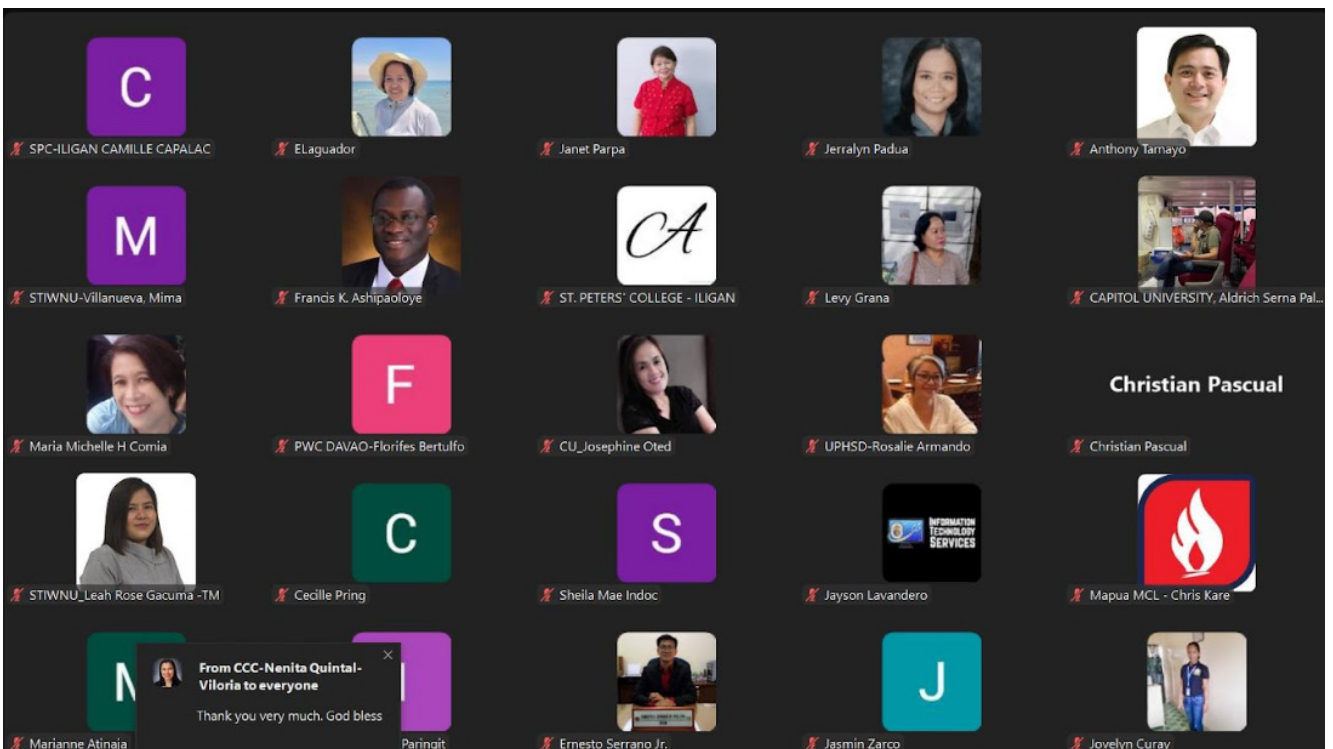 C
SPC-ILIGAN CAMILLE CAPALAC
ELaguador
Janet Parpa
Jerralyn Padua
Anthony Tamayo
M
STIWNU-Villanueva, Mima
Francis K. Ashipaoloye
A
ST. PETERS' COLLEGE - ILIGAN
Levy Grana
CAPITOL UNIVERSITY, Aldrich Serna Pal...
Maria Michelle H Cornia
F
PWC DAVAO-Florifes Bertulfo
CU_Josephine Oted
UPHSD-Rosalie Armando
Christian Pascual
Christian Pascual
STIWNU_Leah Rose Gacuma -TM
C
Cecille Pring
S
Sheila Mae Indoc
INFORMATION
TECHNOLOGY
SERVICES
Jayson Lavandero
Mapua MCL - Chris Kare
Marianne Atinaja
From CCC-Nenita Quintal-
Viloria to everyone
Thank you very much. God bless
Paringit
Ernesto Serrano Jr.
J
Jasmin Zarco
Jovelyn Curay